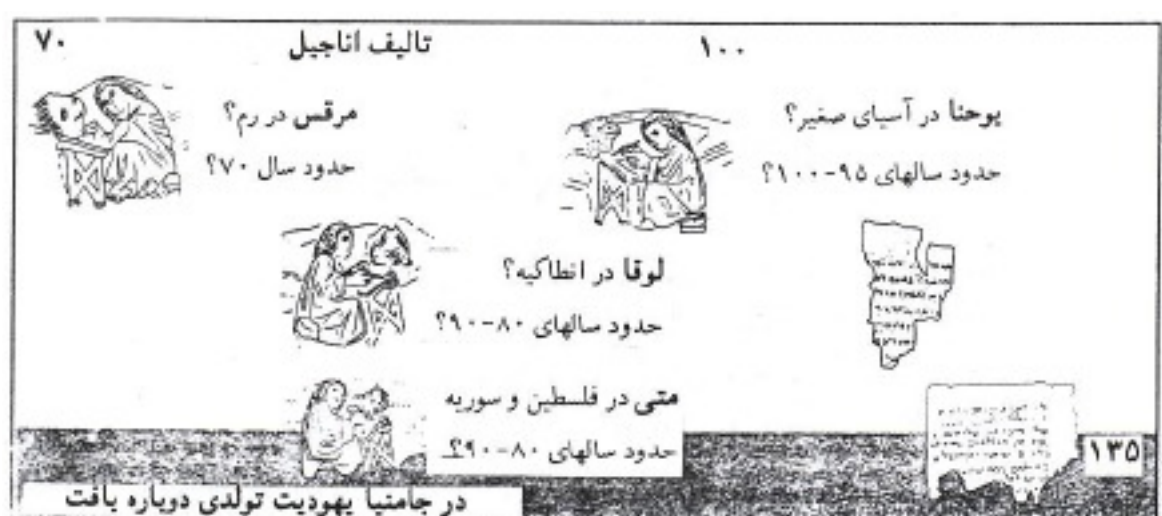 ۷۰
تالیف اناجیل
۱۰۰
مرقس در رم؟
حدود سال ۷۰؟
یوحنا در آسیای صغیر؟
حدود سالهای ۹۵-۱۰۰؟
لوقا در انطاکیه؟
حدود سالهای ۸۰-۹۰؟
متی در فلسطین و سوریه
حدود سالهای ۸۰-۹۰؟
۱۳۵
در جامنیا یهودیت تولدی دوباره یافت